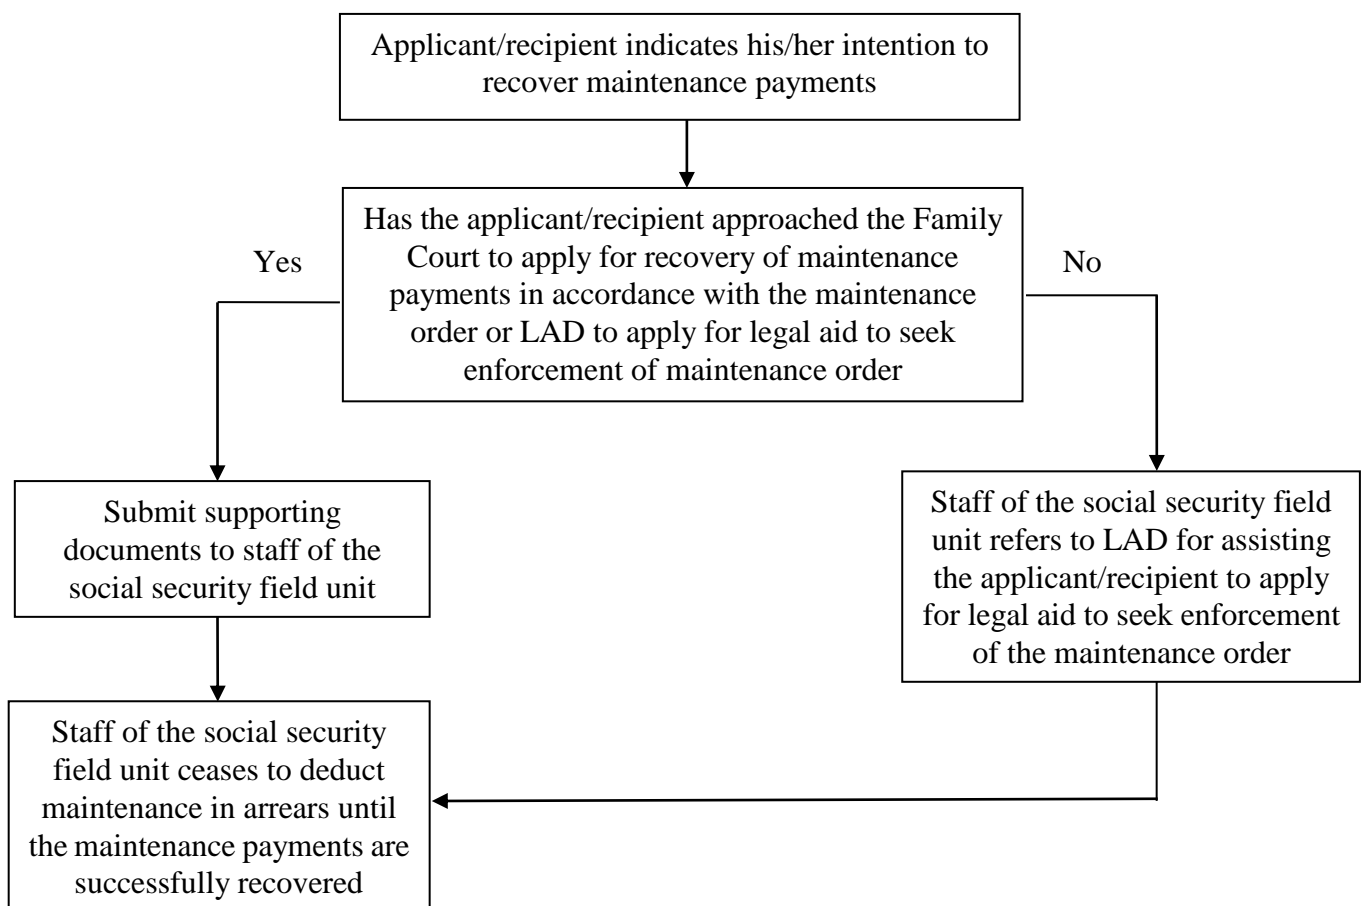 Applicant/recipient indicates his/her intention to
recover maintenance payments
Has the applicant/recipient approached the Family
Court to apply for recovery of maintenance
payments in accordance with the maintenance
order or LAD to apply for legal aid to seek
enforcement of maintenance order
Yes
No
Submit supporting
documents to staff of the
social security field unit
Staff of the social security field
unit refers to LAD for assisting
the applicant/recipient to apply
for legal aid to seek enforcement
of the maintenance order
Staff of the social security
field unit ceases to deduct
maintenance in arrears until
the maintenance payments are
successfully recovered